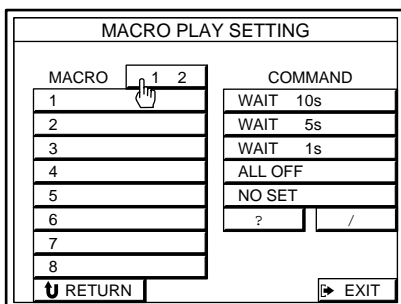 MACRO PLAY SETTING
MACRO 1 2
1
2
3
4
5
6
7
8
COMMAND
WAIT 10s
WAIT 5s
WAIT 1s
ALL OFF
NO SET
? /
RETURN
EXIT